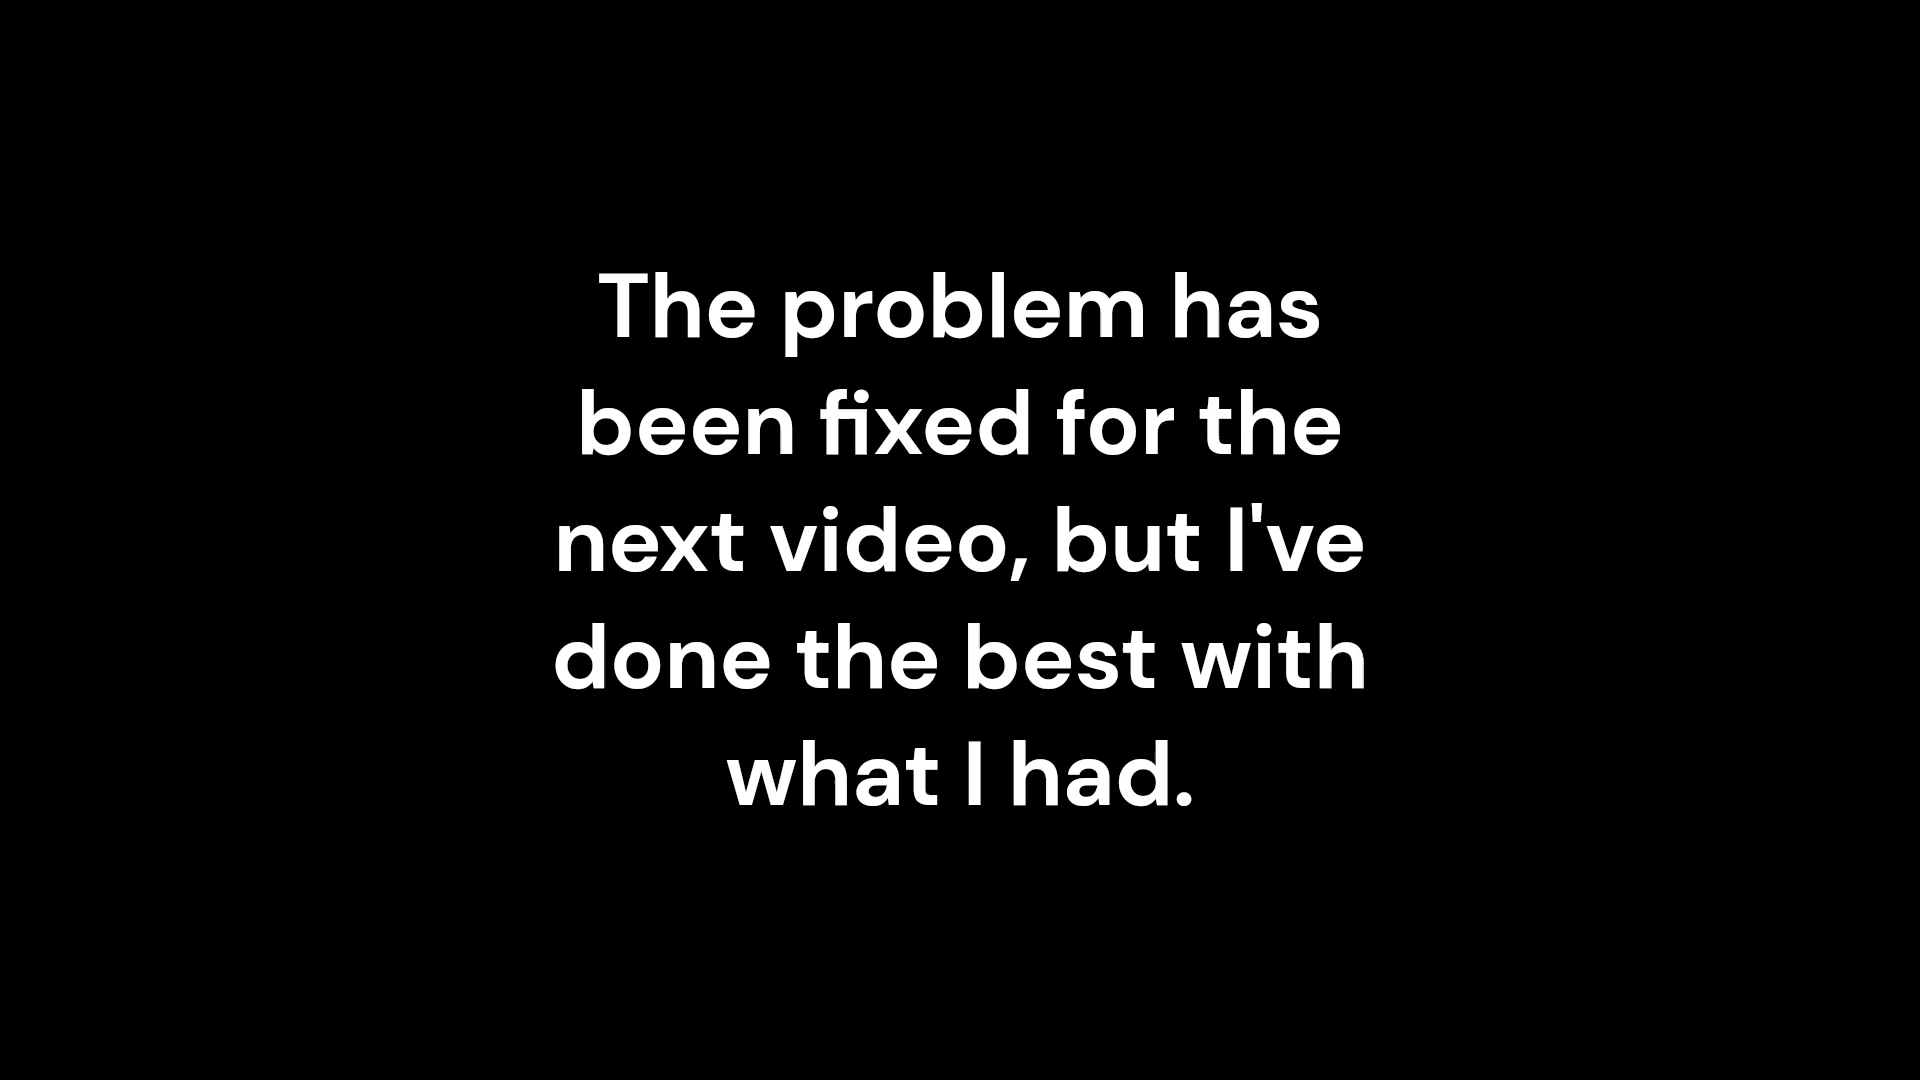 The problem has
been fixed for the
next video, but I've
done the best with
what I had.